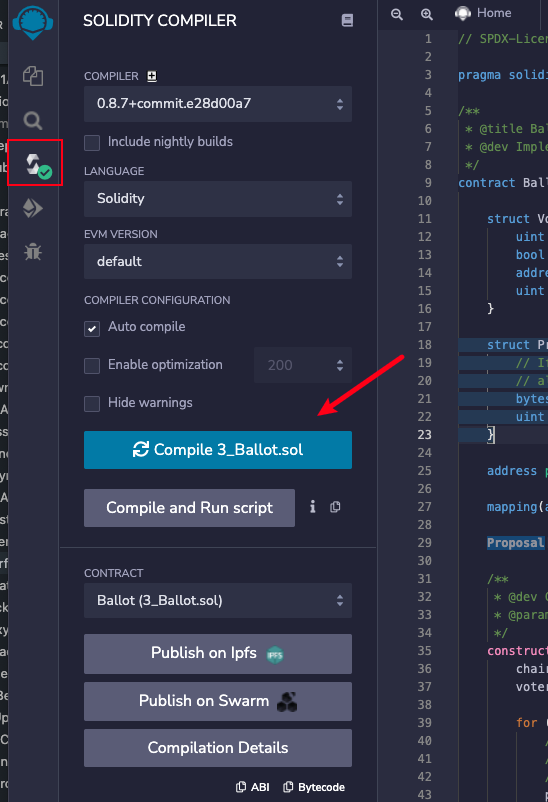 SOLIDITY COMPILER
COMPILER
0.8.7+commit.e28d00a7
Include nightly builds
LANGUAGE
Solidity
EVM VERSION
default
COMPILER CONFIGURATION
Auto compile
Enable optimization
200
Hide warnings
Compile 3_Ballot.sol
Compile and Run script
i
CONTRACT
Ballot (3_Ballot.sol)
Publish on Ipfs
IPFS
Publish on Swarm
Compilation Details
ABI
Bytecode
Home
1 // SPDX-Licen
2
3 pragma solidi
4
5 /**
6 * @title Bal
7 * @dev Imple
8 */
9 contract Ball
10
11 struct Vo
12 uint
13 bool
14 addre
15 uint
16 }
17
18 struct Pr
19 // I
20 // a
21 bytes
22 uint
23 }
24
25 address p
26
27 mapping(a
28
29 Proposal
30
31 /**
32 * @dev C
33 * @param
34 */
35 construct
36 chair
37 voter
38
39 for (
40 /
41 /
42 /
43